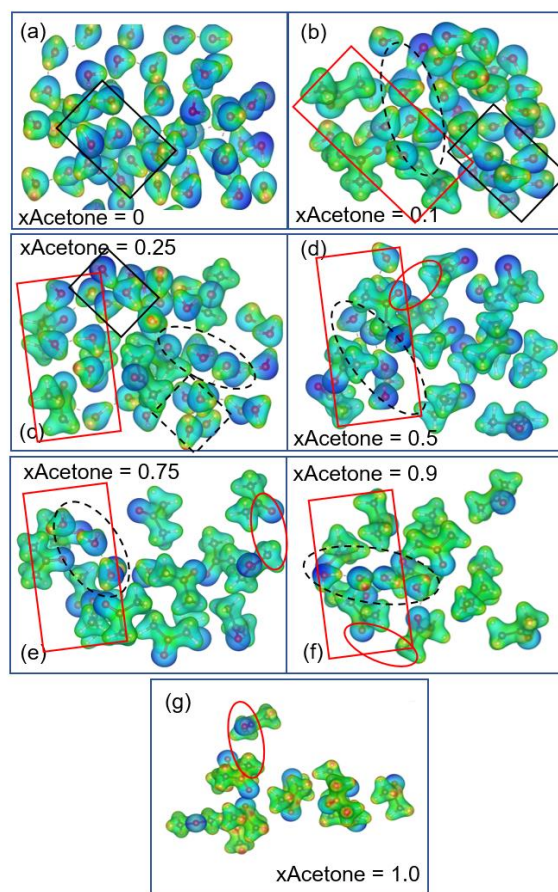 (a)
xAcetone = 0
(b)
xAcetone = 0.1
xAcetone = 0.25
(c)
(d)
xAcetone = 0.5
xAcetone = 0.75
(e)
xAcetone = 0.9
(f)
(g)
xAcetone = 1.0